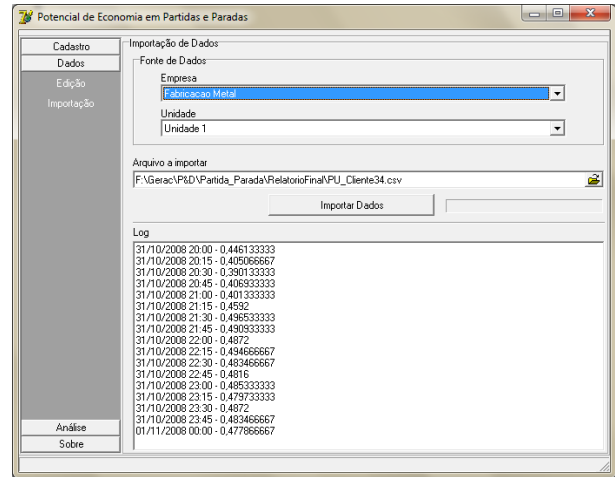 Potencial de Economia em Partidas e Paradas
Cadastro
Dados
Edição
Importação
Análise
Sobre
Importação de Dados
Fonte de Dados
Empresa
Fabricacao Metal
Unidade
Unidade 1
Arquivo a importar
F:\Gerac\P&D\Partida_Parada\RelatorioFinal\PU_Cliente34.csv
Importar Dados
Log
31/10/2008 20:00 - 0,446133333
31/10/2008 20:15 - 0,405066667
31/10/2008 20:30 - 0,390133333
31/10/2008 20:45 - 0,406933333
31/10/2008 21:00 - 0,401333333
31/10/2008 21:15 - 0,4592
31/10/2008 21:30 - 0,496533333
31/10/2008 21:45 - 0,490933333
31/10/2008 22:00 - 0,4872
31/10/2008 22:15 - 0,494666667
31/10/2008 22:30 - 0,483466667
31/10/2008 22:45 - 0,4816
31/10/2008 23:00 - 0,485333333
31/10/2008 23:15 - 0,479733333
31/10/2008 23:30 - 0,4872
31/10/2008 23:45 - 0,483466667
01/11/2008 00:00 - 0,477866667